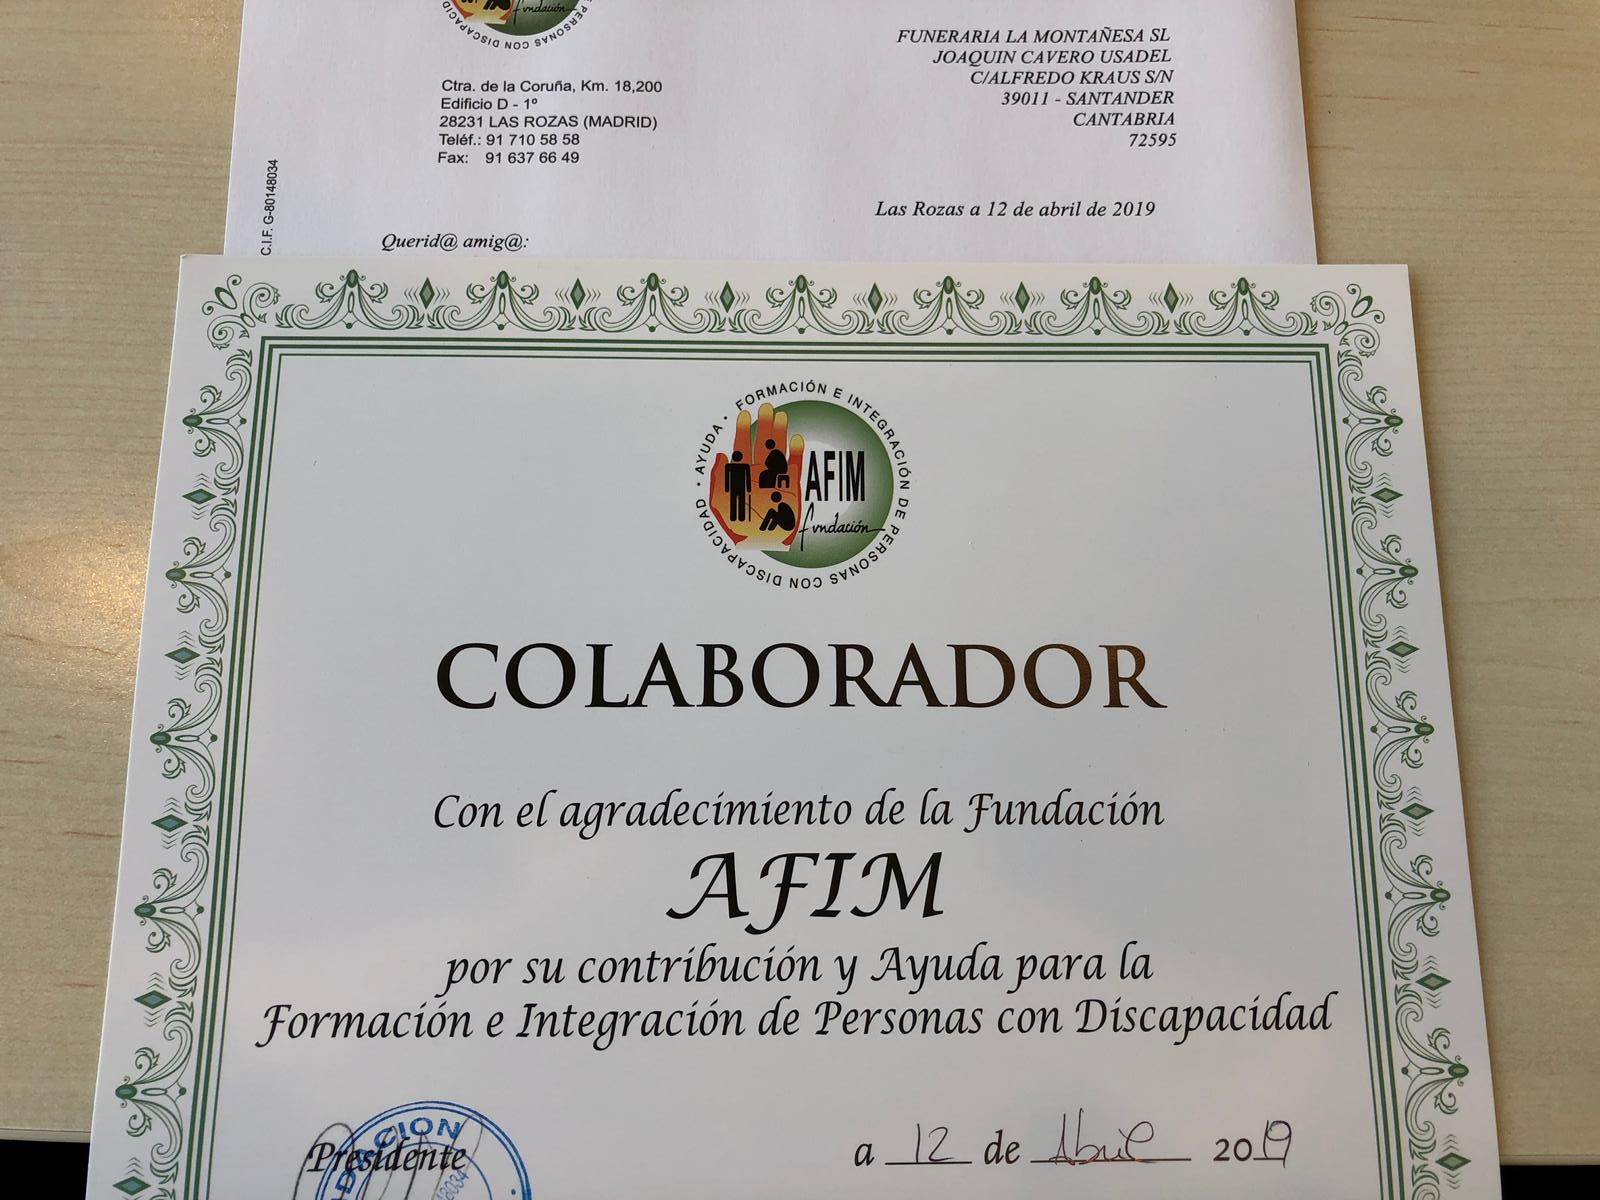 fundación
PERSONAS CON DISCAPACIDAD
FUNERARIA LA MONTAÑESA SL
JOAQUIN CAVERO USADEL
C/ALFREDO KRAUS S/N
39011 - SANTANDER
CANTABRIA
72595
Ctra. de la Coruña, Km. 18,200
Edificio D - 1º
28231 LAS ROZAS (MADRID)
Teléf.: 91 710 58 58
Fax: 91 637 66 49
C.I.F. G-80148034
Las Rozas a 12 de abril de 2019
Querid@ amig@:
· AYUDA · FORMACIÓN E INTEGRACIÓN DE PERSONAS CON DISCAPACIDAD
AFIM
fundación
COLABORADOR
Con el agradecimiento de la Fundación
AFIM
por su contribución y Ayuda para la
Formación e Integración de Personas con Discapacidad
Presidente
a 12 de Abril 2019